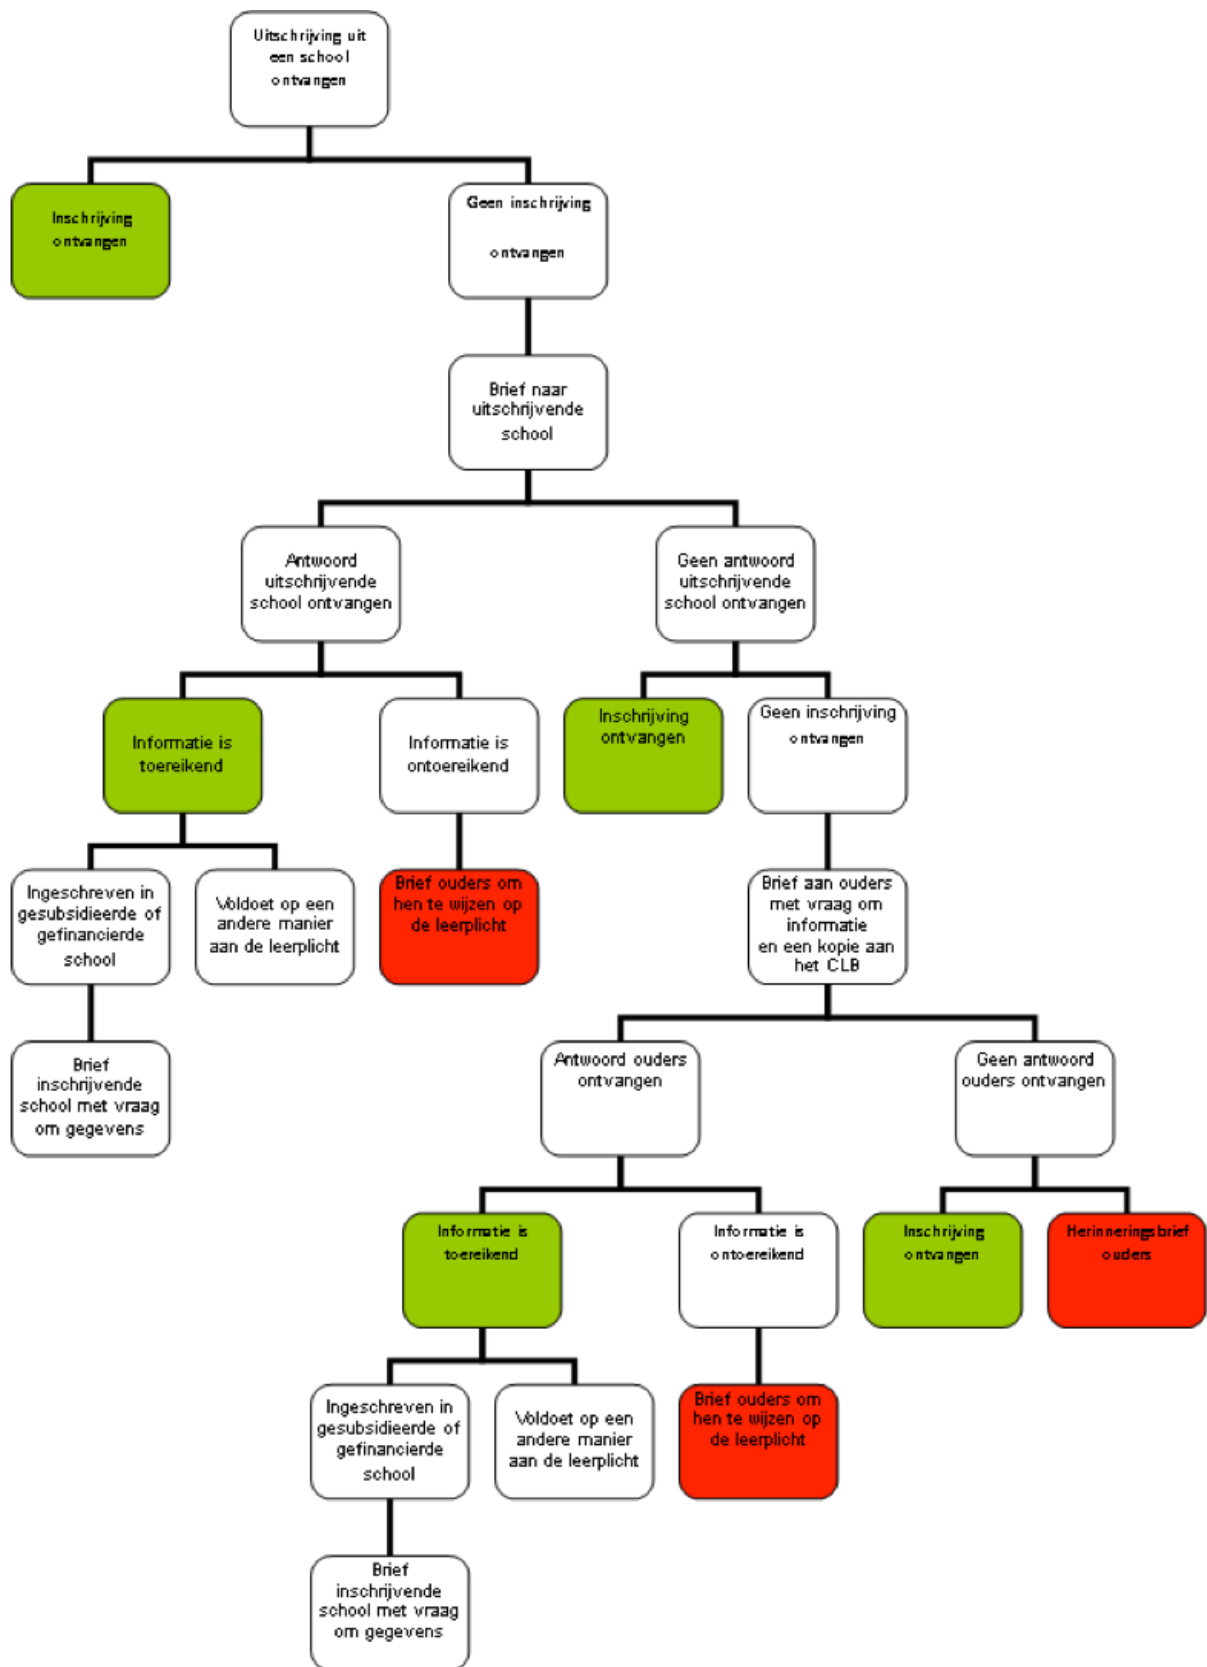 Uitschrijving uit
een school
ontvangen
Inschrijving
ontvangen
Geen inschrijving
ontvangen
Brief naar
uitschrijvende
school
Antwoord
uitschrijvende
school ontvangen
Geen antwoord
uitschrijvende
school ontvangen
Informatie is
toereikend
Informatie is
ontoereikend
Inschrijving
ontvangen
Geen inschrijving
ontvangen
Ingeschreven in
gesubsidieerde of
gefinancierde
school
Voldoet op een
andere manier
aan de leerplicht
Brief ouders om
hen te wijzen op
de leerplicht
Brief aan ouders
met vraag om
informatie
en een kopie aan
het CLB
Brief
inschrijvende
school met vraag
om gegevens
Antwoord ouders
ontvangen
Geen antwoord
ouders ontvangen
Informatie is
toereikend
Informatie is
ontoereikend
Inschrijving
ontvangen
Herinneringsbrief
ouders
Ingeschreven in
gesubsidieerde of
gefinancierde
school
Voldoet op een
andere manier
aan de leerplicht
Brief ouders om
hen te wijzen op
de leerplicht
Brief
inschrijvende
school met vraag
om gegevens